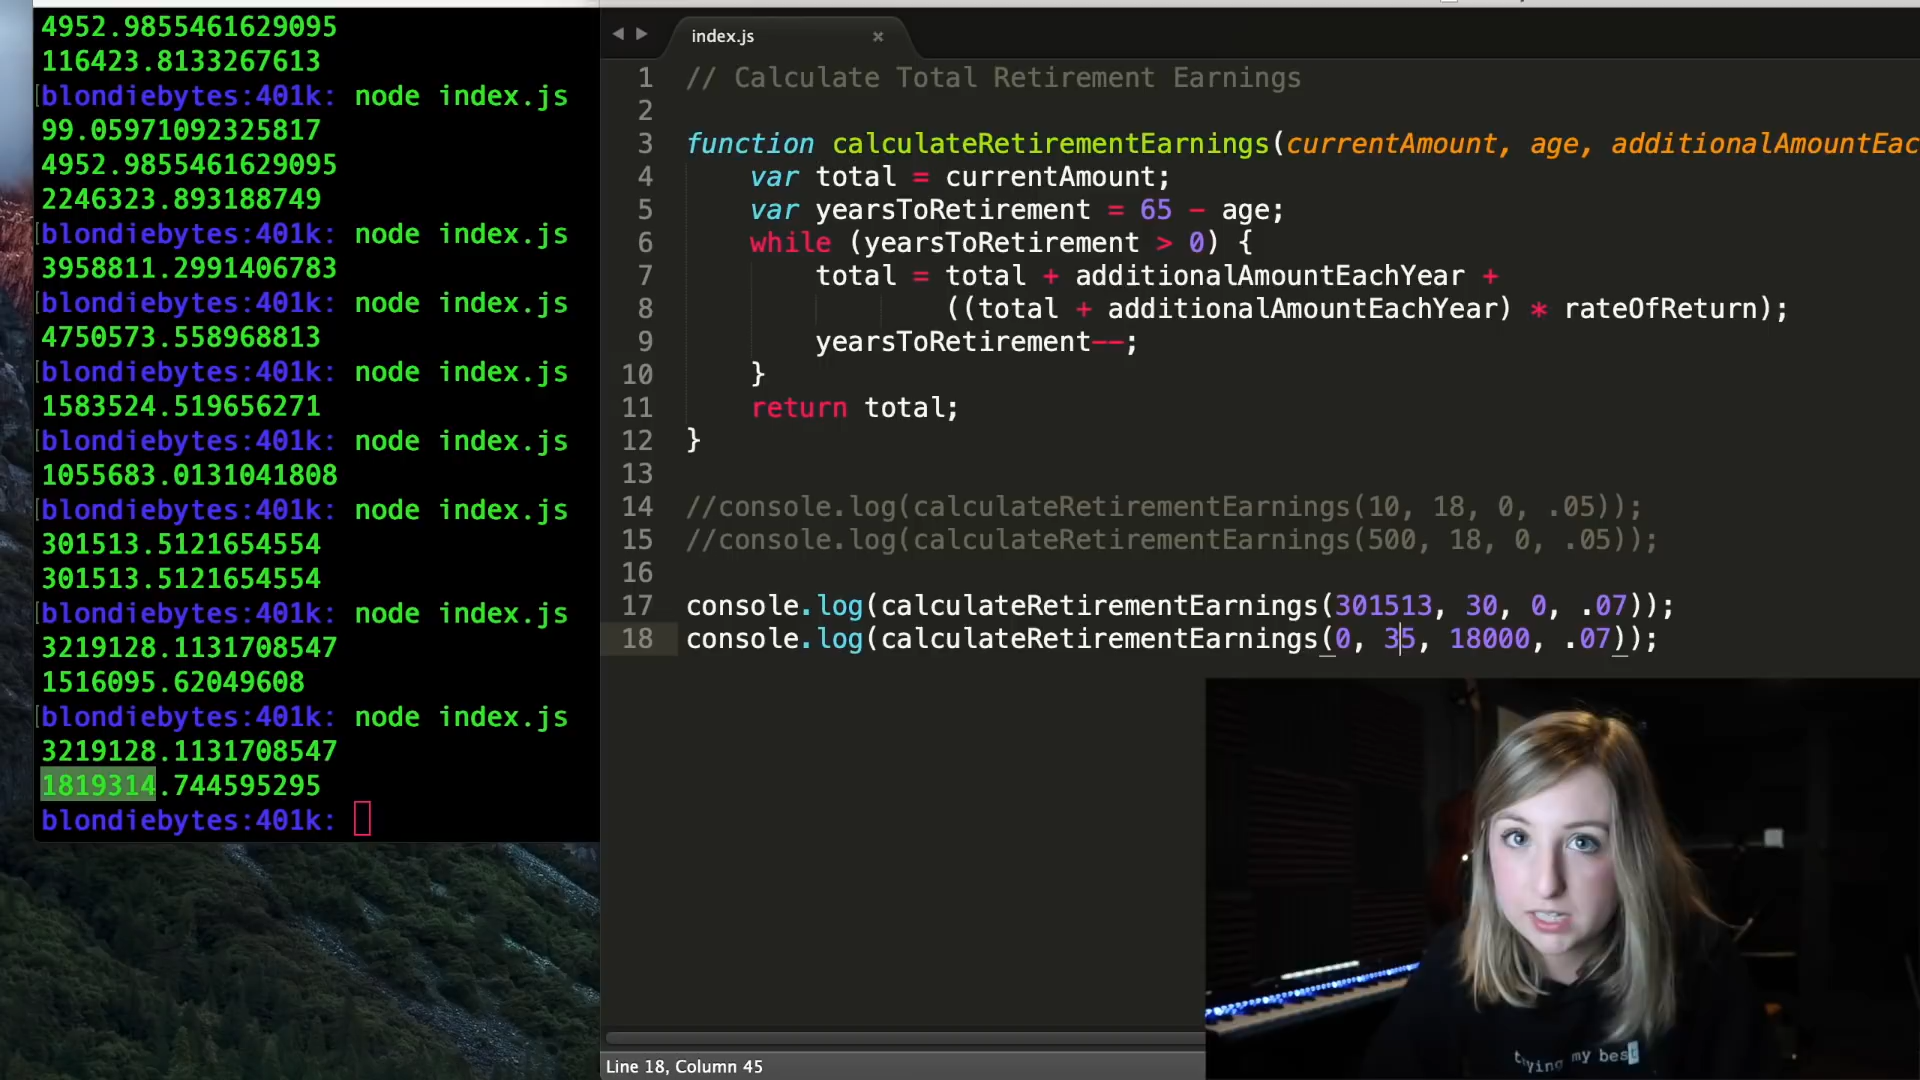 4952.9855461629095
116423.8133267613
[blondiebytes:401k: node index.js
99.05971092325817
4952.9855461629095
2246323.893188749
[blondiebytes:401k: node index.js
3958811.2991406783
[blondiebytes:401k: node index.js
4750573.558968813
[blondiebytes:401k: node index.js
1583524.519656271
[blondiebytes:401k: node index.js
1055683.0131041808
[blondiebytes:401k: node index.js
301513.5121654554
301513.5121654554
[blondiebytes:401k: node index.js
3219128.1131708547
1516095.62049608
[blondiebytes:401k: node index.js
3219128.1131708547
1819314.744595295
blondiebytes:401k:
index.js
1 // Calculate Total Retirement Earnings
2
3 function calculateRetirementEarnings(currentAmount, age, additionalAmountEac
4 var total = currentAmount;
5 var yearsToRetirement = 65 - age;
6 while (yearsToRetirement > 0) {
7 total = total + additionalAmountEachYear +
8 ((total + additionalAmountEachYear) * rateOfReturn);
9 yearsToRetirement--;
10 }
11 return total;
12 }
13
14 //console.log(calculateRetirementEarnings(10, 18, 0, .05));
15 //console.log(calculateRetirementEarnings(500, 18, 0, .05));
16
17 console.log(calculateRetirementEarnings(301513, 30, 0, .07));
18 console.log(calculateRetirementEarnings(0, 35, 18000, .07));
trying my best
Line 18, Column 45